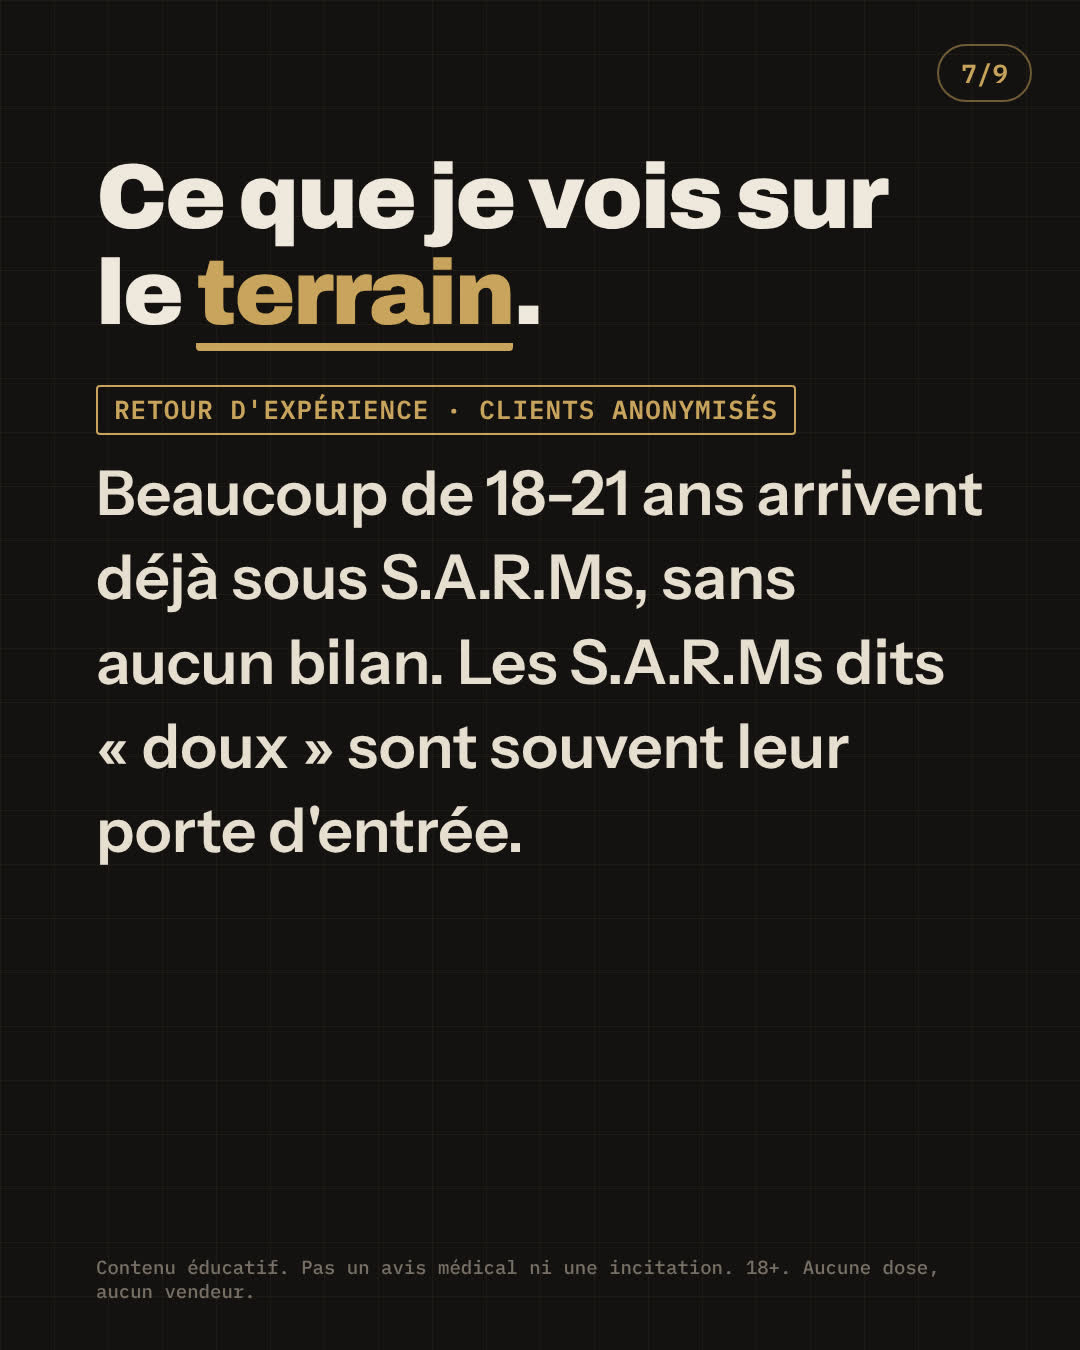 7/9
Ce que je vois sur
le terrain.
RETOUR D'EXPÉRIENCE · CLIENTS ANONYMISÉS
Beaucoup de 18-21 ans arrivent
déjà sous S.A.R.Ms, sans
aucun bilan. Les S.A.R.Ms dits
« doux » sont souvent leur
porte d'entrée.
Contenu éducatif. Pas un avis médical ni une incitation. 18+. Aucune dose,
aucun vendeur.